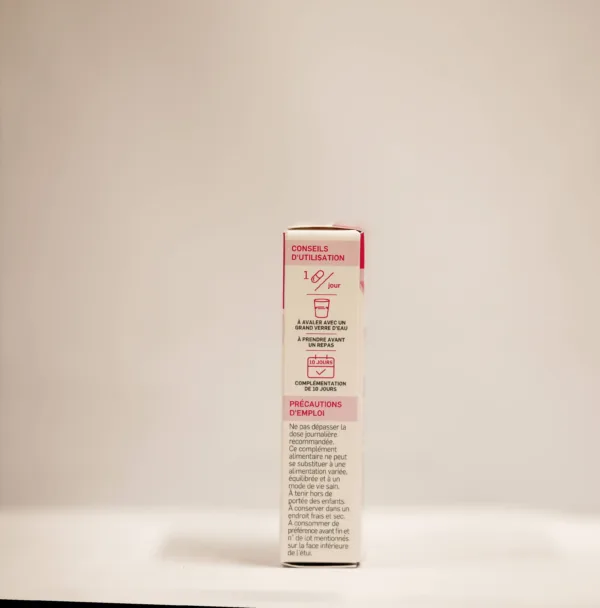 CONSEILS
D'UTILISATION
1 / jour
À AVALER AVEC UN
GRAND VERRE D'EAU
À PRENDRE AVANT
UN REPAS
10 JOURS
COMPLÉMENTATION
DE 10 JOURS
PRÉCAUTIONS
D'EMPLOI
Ne pas dépasser la
dose journalière
recommandée.
Ce complément
alimentaire ne peut
se substituer à une
alimentation variée,
équilibrée et à un
mode de vie sain.
À tenir hors de
portée des enfants.
À conserver dans un
endroit frais et sec.
À consommer de
préférence avant fin et
n° de lot mentionnés
sur la face inférieure
de l'étui.